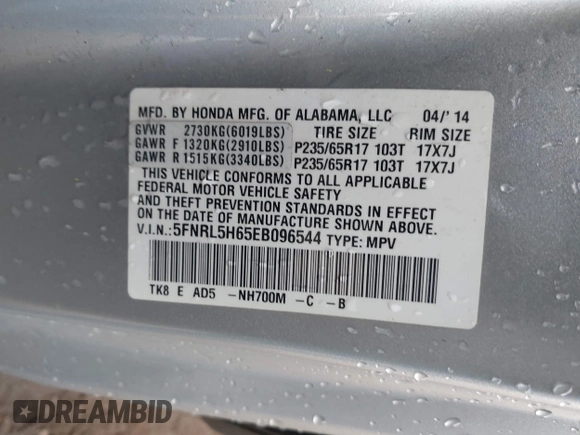 MFD. BY HONDA MFG. OF ALABAMA, LLC 04/'14
GVWR 2730KG(6019LBS) TIRE SIZE RIM SIZE
GAWR F 1320KG(2910LBS) P235/65R17 103T 17X7J
GAWR R 1515KG(3340LBS) P235/65R17 103T 17X7J
THIS VEHICLE CONFORMS TO ALL APPLICABLE
FEDERAL MOTOR VEHICLE SAFETY
AND THEFT PREVENTION STANDARDS IN EFFECT
ON THE DATE OF MANUFACTURE SHOWN ABOVE.
V.I.N.:5FNRL5H65EB096544 TYPE: MPV
TK8 E AD5 -NH700M -C -B
DREAMBID